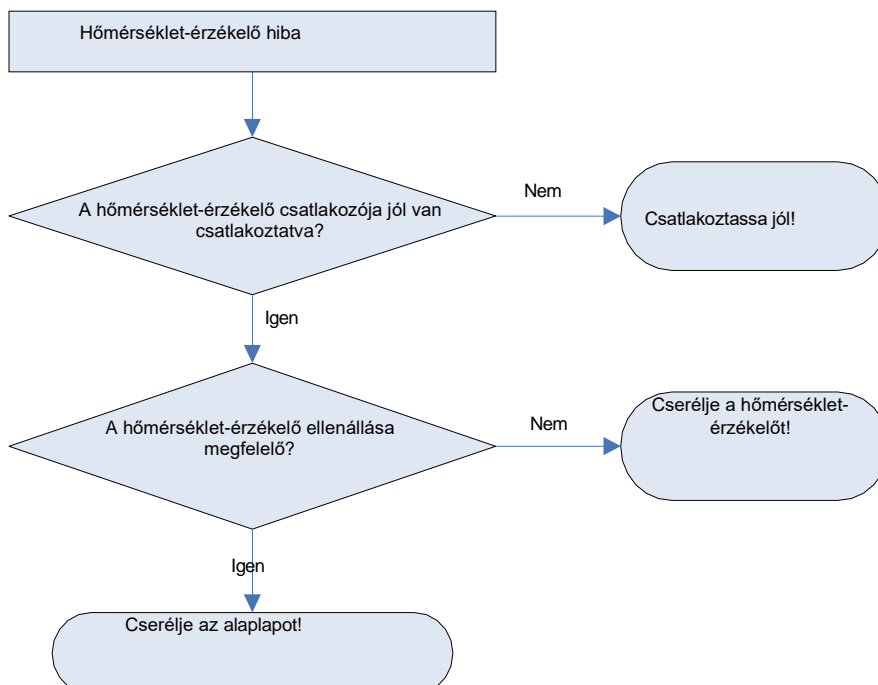 Hőmérséklet-érzékelő hiba
A hőmérséklet-érzékelő csatlakozója jól van
csatlakoztatva?
Nem
Csatlakoztassa jól!
Igen
A hőmérséklet-érzékelő ellenállása
megfelelő?
Nem
Cserélje a hőmérséklet-
érzékelőt!
Igen
Cserélje az alaplapot!